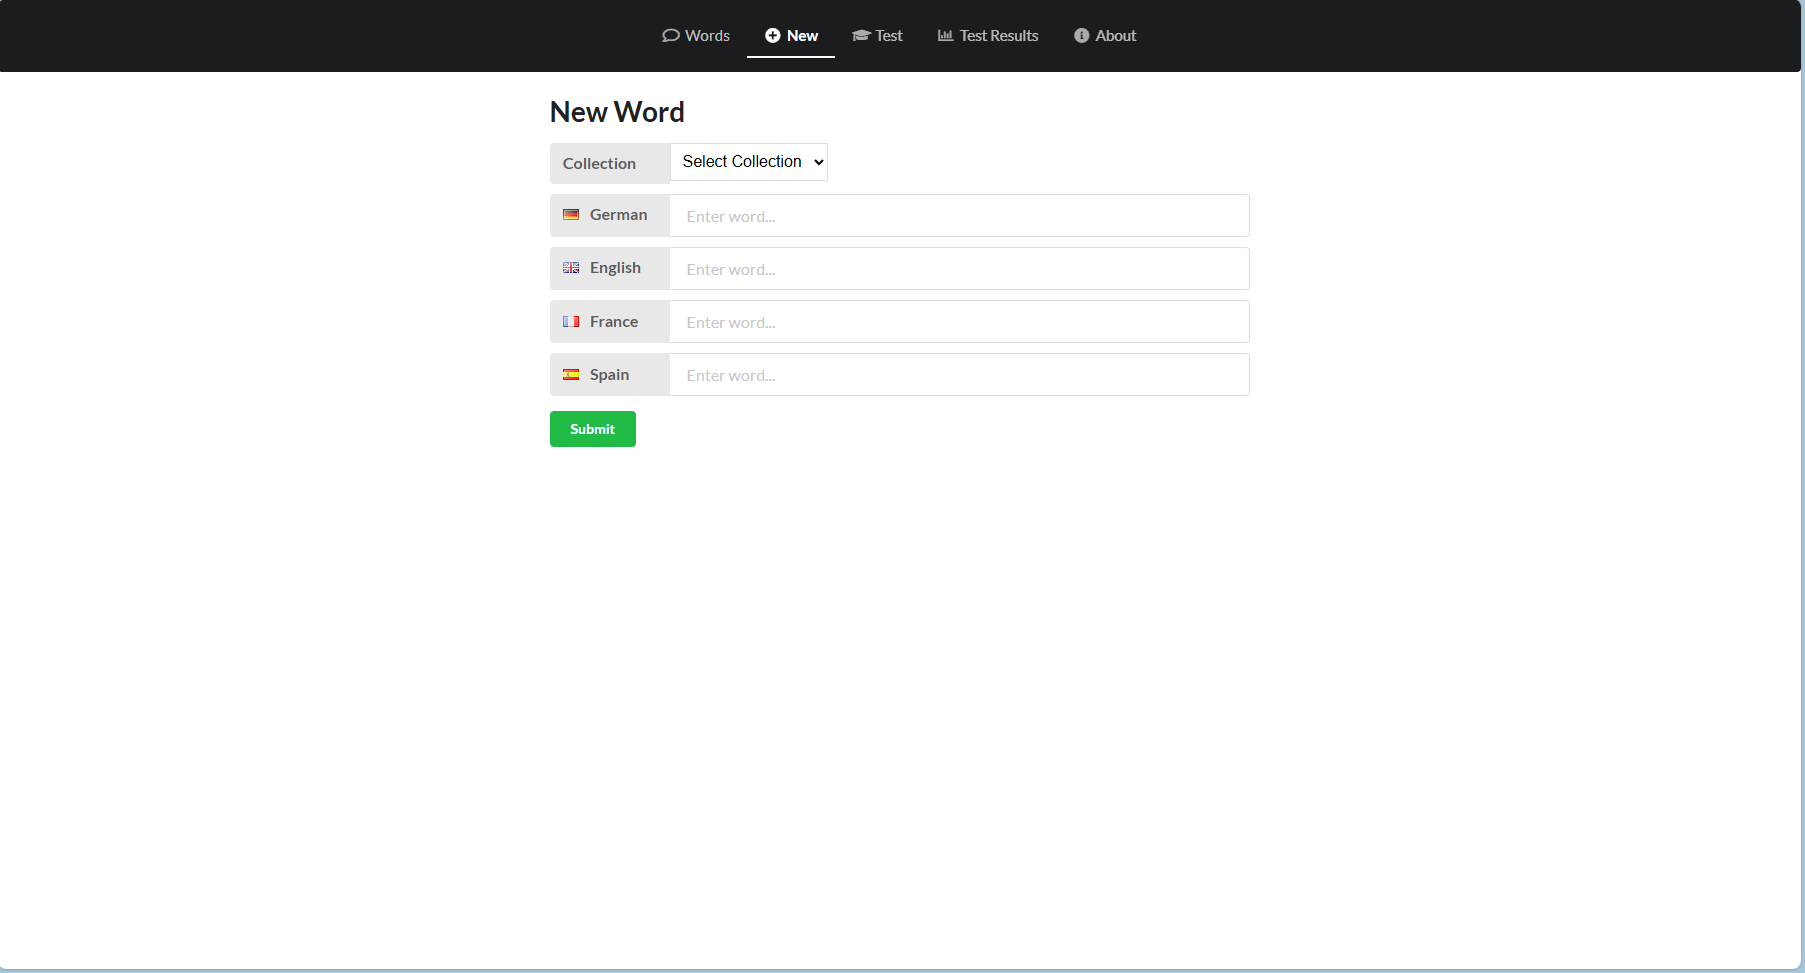 Words New Test Test Results About
New Word
Collection Select Collection
German Enter word...
English Enter word...
France Enter word...
Spain Enter word...
Submit